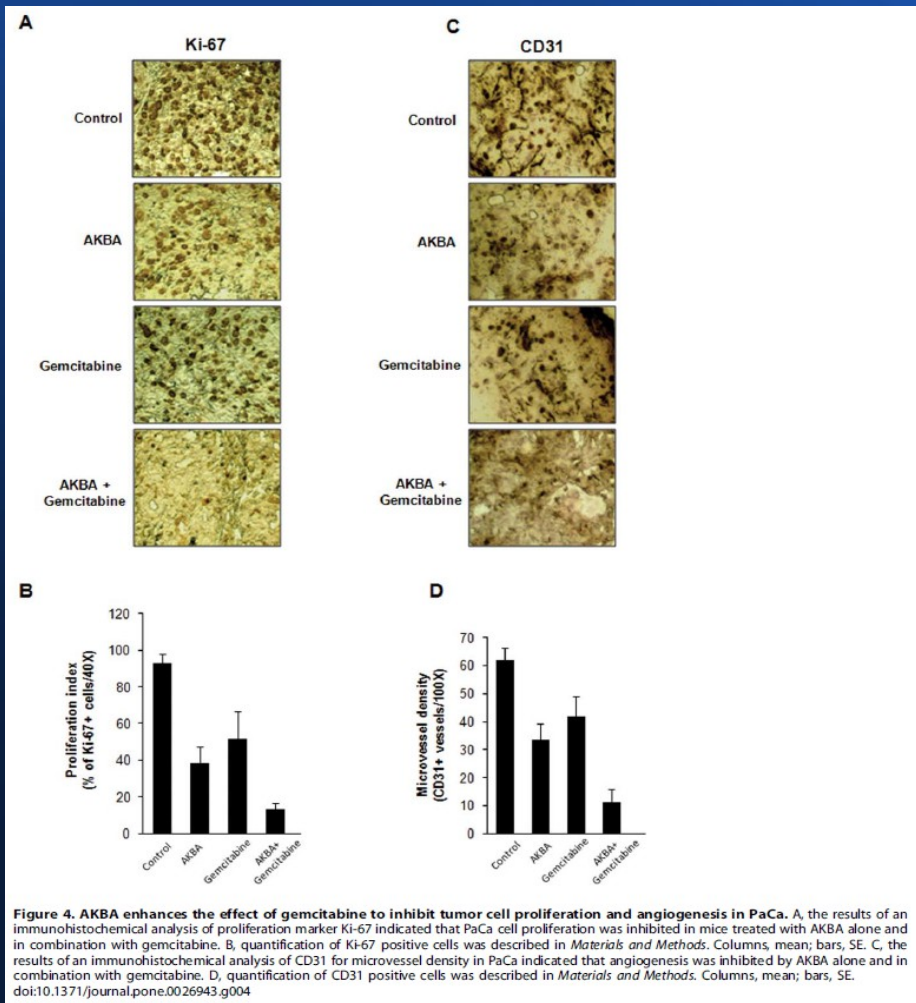 A
Ki-67
Control
AKBA
Gemcitabine
AKBA +
Gemcitabine
C
CD31
Control
AKBA
Gemcitabine
AKBA +
Gemcitabine
B
Proliferation index
(% of Ki-67+ cells/40X)
120
100
80
60
40
20
0
Control
AKBA
Gemcitabine
AKBA+
Gemcitabine
D
Microvessel density
(CD31+ vessels/100X)
70
60
50
40
30
20
10
0
Control
AKBA
Gemcitabine
AKBA+
Gemcitabine
Figure 4. AKBA enhances the effect of gemcitabine to inhibit tumor cell proliferation and angiogenesis in PaCa. A, the results of an
immunohistochemical analysis of proliferation marker Ki-67 indicated that PaCa cell proliferation was inhibited in mice treated with AKBA alone and
in combination with gemcitabine. B, quantification of Ki-67 positive cells was described in Materials and Methods. Columns, mean; bars, SE. C, the
results of an immunohistochemical analysis of CD31 for microvessel density in PaCa indicated that angiogenesis was inhibited by AKBA alone and in
combination with gemcitabine. D, quantification of CD31 positive cells was described in Materials and Methods. Columns, mean; bars, SE.
doi:10.1371/journal.pone.0026943.g004